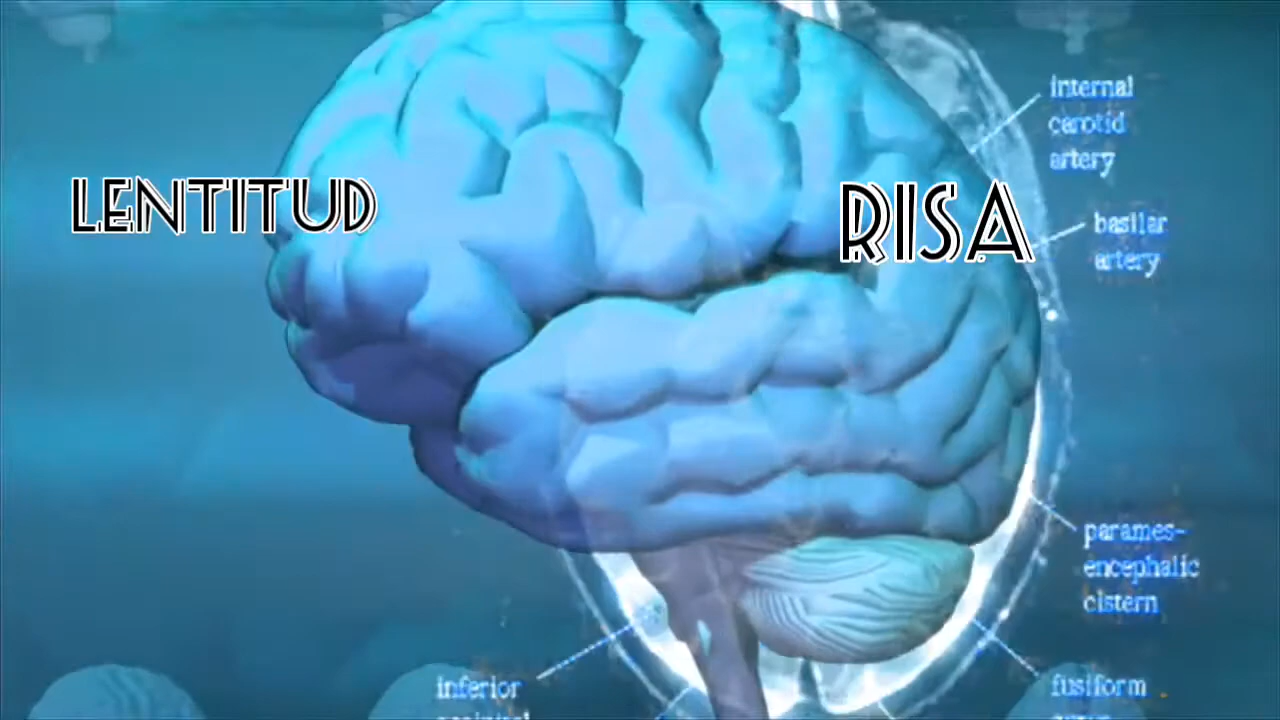 LENTITUD
RISA
internal
carotid
artery
basilar
artery
parames-
encephalic
cistern
inferior
fusiform